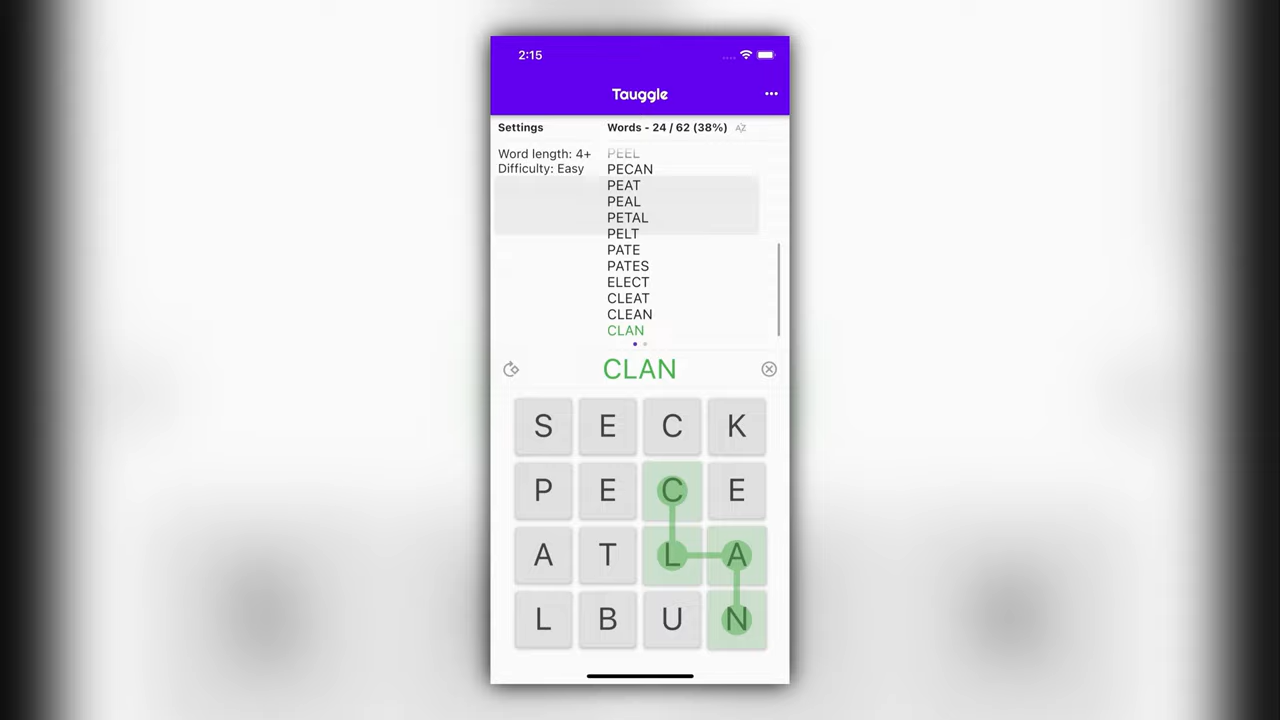 2:15
Tauggle
Settings
Words - 24 / 62 (38%) AZ
Word length: 4+
Difficulty: Easy
PEEL
PECAN
PEAT
PEAL
PETAL
PELT
PATE
PATES
ELECT
CLEAT
CLEAN
CLAN
CLAN
S E C K
P E C E
A T L A
L B U N